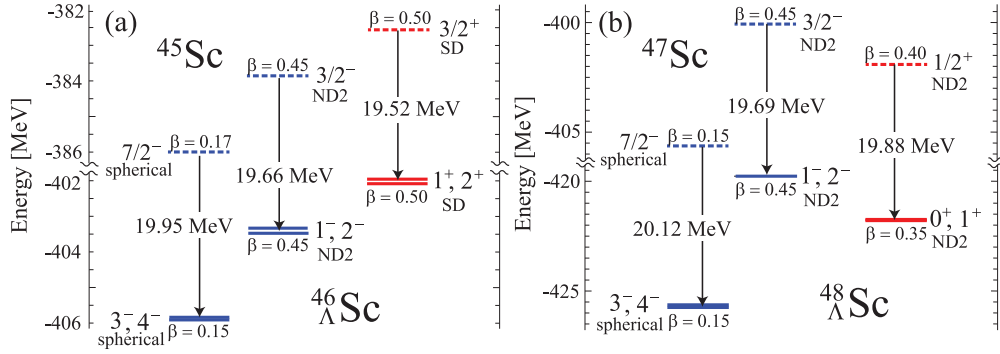 (a)
⁴⁵Sc
Energy [MeV]
-382
-384
-386
-402
-404
-406
β = 0.17
7/2⁻
spherical
19.95 MeV
3⁻, 4⁻
spherical
β = 0.15
β = 0.45
3/2⁻
ND2
19.66 MeV
1⁻, 2⁻
ND2
β = 0.45
β = 0.50
3/2⁺
SD
19.52 MeV
1⁺, 2⁺
SD
β = 0.50
⁴⁶ΛSc
(b)
⁴⁷Sc
Energy [MeV]
-400
-405
-420
-425
β = 0.15
7/2⁻
spherical
20.12 MeV
3⁻, 4⁻
spherical
β = 0.15
β = 0.45
3/2⁻
ND2
19.69 MeV
1⁻, 2⁻
ND2
β = 0.45
β = 0.40
1/2⁺
ND2
19.88 MeV
0⁺, 1⁺
ND2
β = 0.35
⁴⁸ΛSc